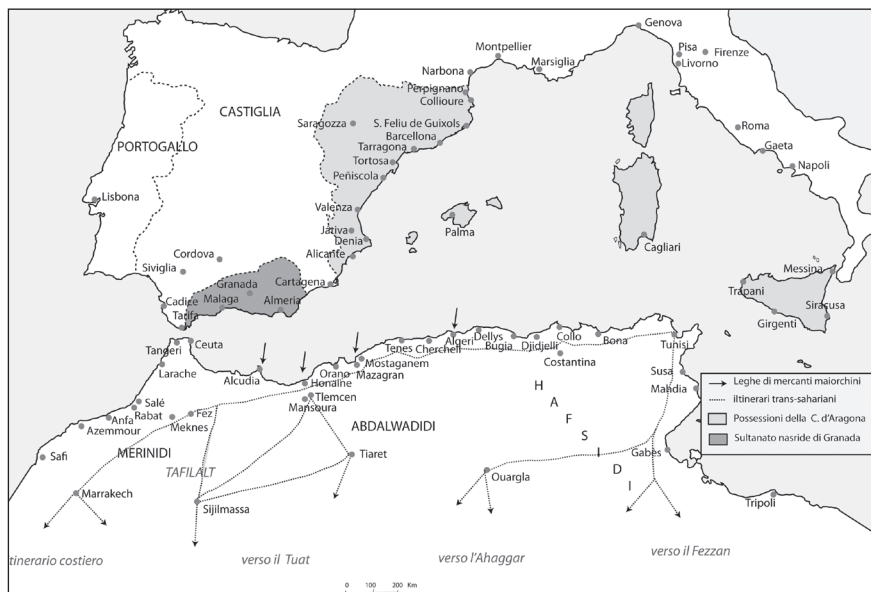 Genova
Montpellier
Marsiglia
Pisa
Firenze
Livorno
Narbona
Perpignano
Collioure
CASTIGLIA
Saragozza
S. Feliu de Guixols
Barcellona
Tarragona
Tortosa
Peñiscola
Roma
Gaeta
Napoli
PORTOGALLO
Lisbona
Valenza
Jativa
Denia
Alicante
Palma
Cagliari
Cordova
Siviglia
Granada
Cartagena
Malaga
Almeria
Cadice
Tarifa
Messina
Trapani
Siracusa
Girgenti
Tangeri
Ceuta
Larache
Alcudia
Honaine
Orano
Mostaganem
Mazagran
Tenes
Cherchell
Algeri
Dellys
Bugia
Djidjelli
Collo
Costantina
Bona
Tunisi
Susa
Mahdia
Tlemcen
Mansoura
Salé
Rabat
Anfa
Azemmour
Fez
Meknes
Safi
MERINIDI
ABDALWADIDI
HAFSIDI
TAFILALT
Tiaret
Marrakech
Sijilmassa
Ouargla
Gabès
Tripoli
Leghe di mercanti maiorchini
iltinerari trans-sahariani
Possessioni della C. d'Aragona
Sultanato nasride di Granada
tinerario costiero
verso il Tuat
verso l'Ahaggar
verso il Fezzan
0 100 200 Km